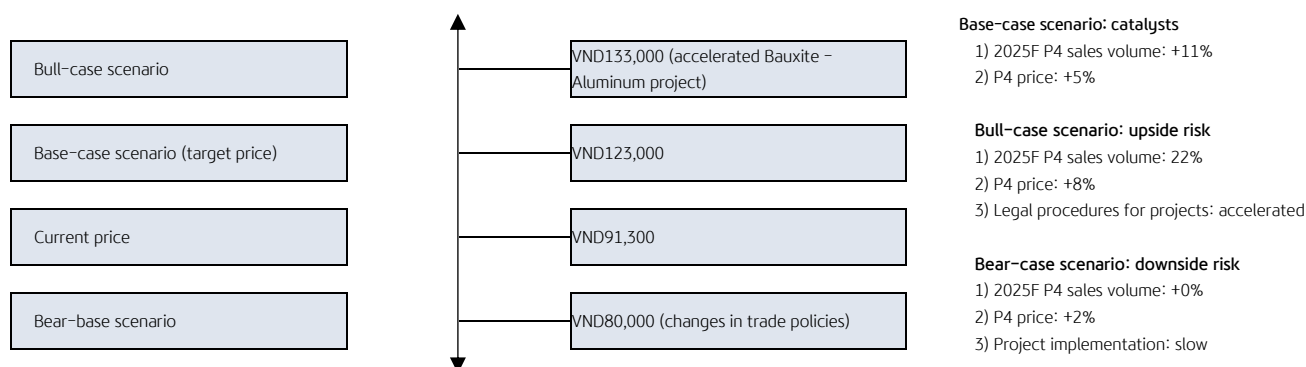 Bull-case scenario
VND133,000 (accelerated Bauxite -
Aluminum project)
Base-case scenario (target price)
VND123,000
Current price
VND91,300
Bear-base scenario
VND80,000 (changes in trade policies)
Base-case scenario: catalysts
1) 2025F P4 sales volume: +11%
2) P4 price: +5%
Bull-case scenario: upside risk
1) 2025F P4 sales volume: 22%
2) P4 price: +8%
3) Legal procedures for projects: accelerated
Bear-case scenario: downside risk
1) 2025F P4 sales volume: +0%
2) P4 price: +2%
3) Project implementation: slow